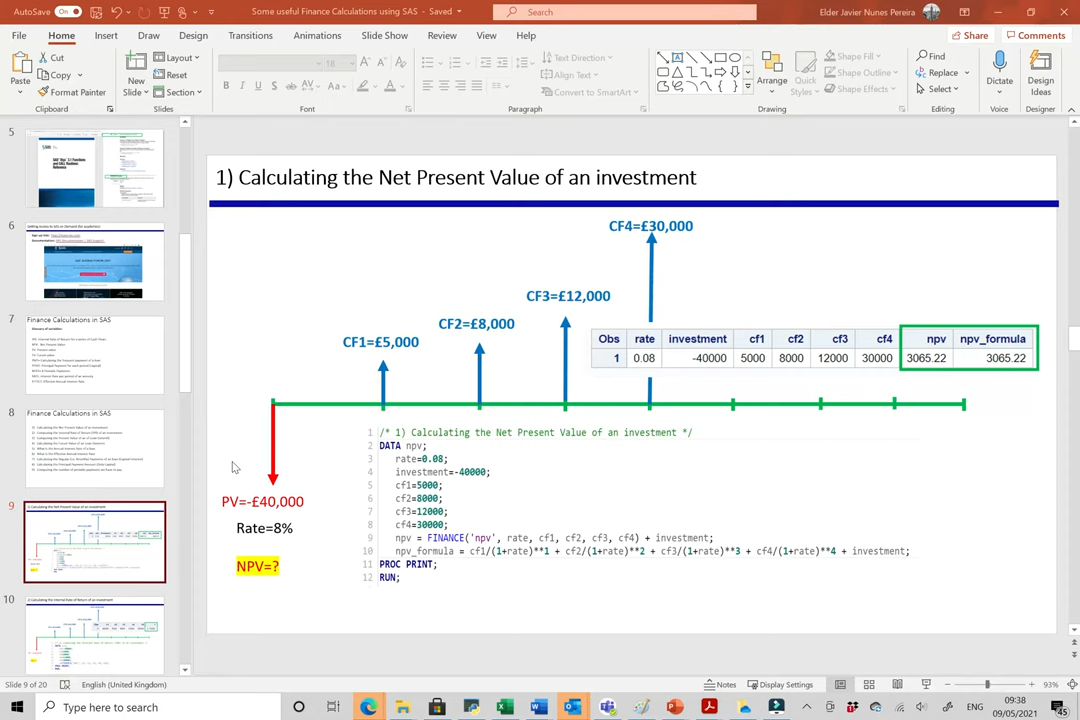 AutoSave On
Some useful Finance Calculations using SAS - Saved
Search
Elder Javier Nunes Pereira
File Home Insert Draw Design Transitions Animations Slide Show Review View Help
Share Comments
Paste
Cut
Copy
Format Painter
Clipboard
New Slide
Layout
Reset
Section
Slides
18
B I U S ab AV Aa A
Font
Text Direction
Align Text
Convert to SmartArt
Paragraph
Arrange
Quick Styles
Shape Fill
Shape Outline
Shape Effects
Drawing
Find
Replace
Select
Editing
Dictate
Voice
Design Ideas
Designer
5
6
7
Finance Calculations in SAS
8
Finance Calculations in SAS
9
10
1) Calculating the Net Present Value of an investment
CF4=£30,000
CF3=£12,000
CF2=£8,000
CF1=£5,000
Obs rate investment cf1 cf2 cf3 cf4 npv npv_formula
1 0.08 -40000 5000 8000 12000 30000 3065.22 3065.22
PV=-£40,000
Rate=8%
NPV=?
1 /* 1) Calculating the Net Present Value of an investment */
2 DATA npv;
3 rate=0.08;
4 investment=-40000;
5 cf1=5000;
6 cf2=8000;
7 cf3=12000;
8 cf4=30000;
9 npv = FINANCE('npv', rate, cf1, cf2, cf3, cf4) + investment;
10 npv_formula = cf1/(1+rate)**1 + cf2/(1+rate)**2 + cf3/(1+rate)**3 + cf4/(1+rate)**4 + investment;
11 PROC PRINT;
12 RUN;
Slide 9 of 20 English (United Kingdom) Notes Display Settings 93%
Type here to search
ENG
09:38
09/05/2021
45